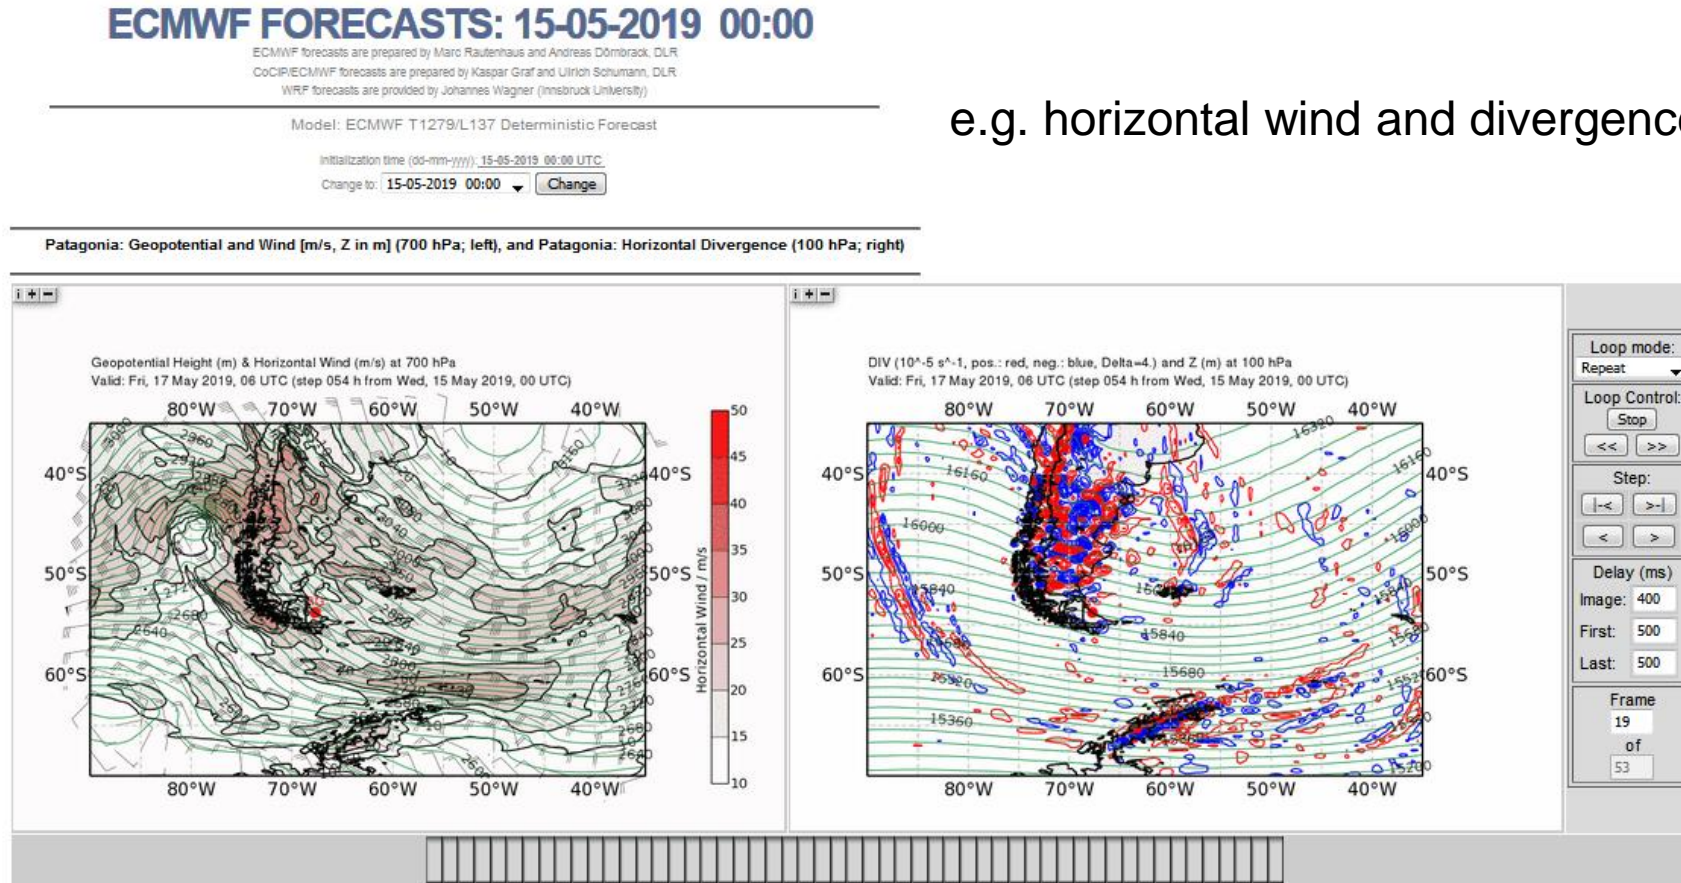 ECMWF FORECASTS: 15-05-2019 00:00
ECMWF forecasts are prepared by Marc Rautenhaus and Andreas Dörnbrack, DLR
CoCIP/ECMWF forecasts are prepared by Kaspar Graf and Ulrich Schumann, DLR
WRF forecasts are provided by Johannes Wagner (Innsbruck University)
e.g. horizontal wind and divergence
Model: ECMWF T1279/L137 Deterministic Forecast
Initialization time (dd-mm-yyyy): 15-05-2019 00:00 UTC
Change to: 15-05-2019 00:00 Change
Patagonia: Geopotential and Wind [m/s, Z in m] (700 hPa; left), and Patagonia: Horizontal Divergence (100 hPa; right)
i + −
Geopotential Height (m) & Horizontal Wind (m/s) at 700 hPa
Valid: Fri, 17 May 2019, 06 UTC (step 054 h from Wed, 15 May 2019, 00 UTC)
80°W 70°W 60°W 50°W 40°W
40°S 40°S
50°S 50°S
60°S 60°S
80°W 70°W 60°W 50°W 40°W
2640
2680
50
45
40
35
30
25
20
15
10
Horizontal Wind / m/s
i + −
DIV (10^-5 s^-1, pos.: red, neg.: blue, Delta=4.) and Z (m) at 100 hPa
Valid: Fri, 17 May 2019, 06 UTC (step 054 h from Wed, 15 May 2019, 00 UTC)
80°W 70°W 60°W 50°W 40°W
16320
16160 16160
40°S 40°S
16000 16000
50°S 50°S
15840
15840
60°S 15680 60°S
15520
15360
15200
80°W 70°W 60°W 50°W 40°W
Loop mode:
Repeat
Loop Control:
Stop
<< >>
Step:
|-< >-|
< >
Delay (ms)
Image: 400
First: 500
Last: 500
Frame
19
of
53